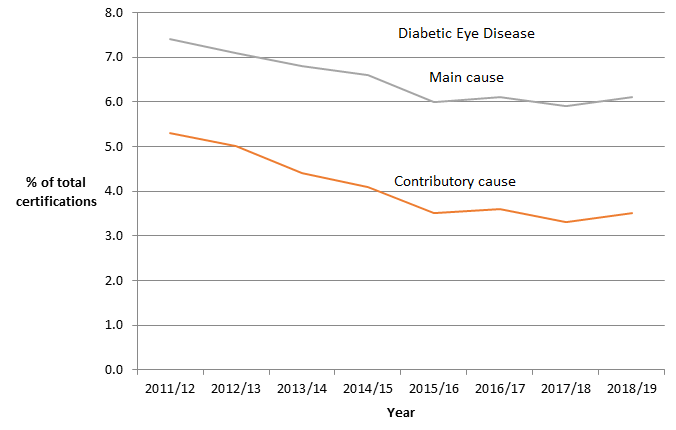 8.0
Diabetic Eye Disease
7.0
Main cause
6.0
5.0
Contributory cause
% of total
certifications
4.0
3.0
2.0
1.0
0.0
2011/12 2012/13 2013/14 2014/15 2015/16 2016/17 2017/18 2018/19
Year